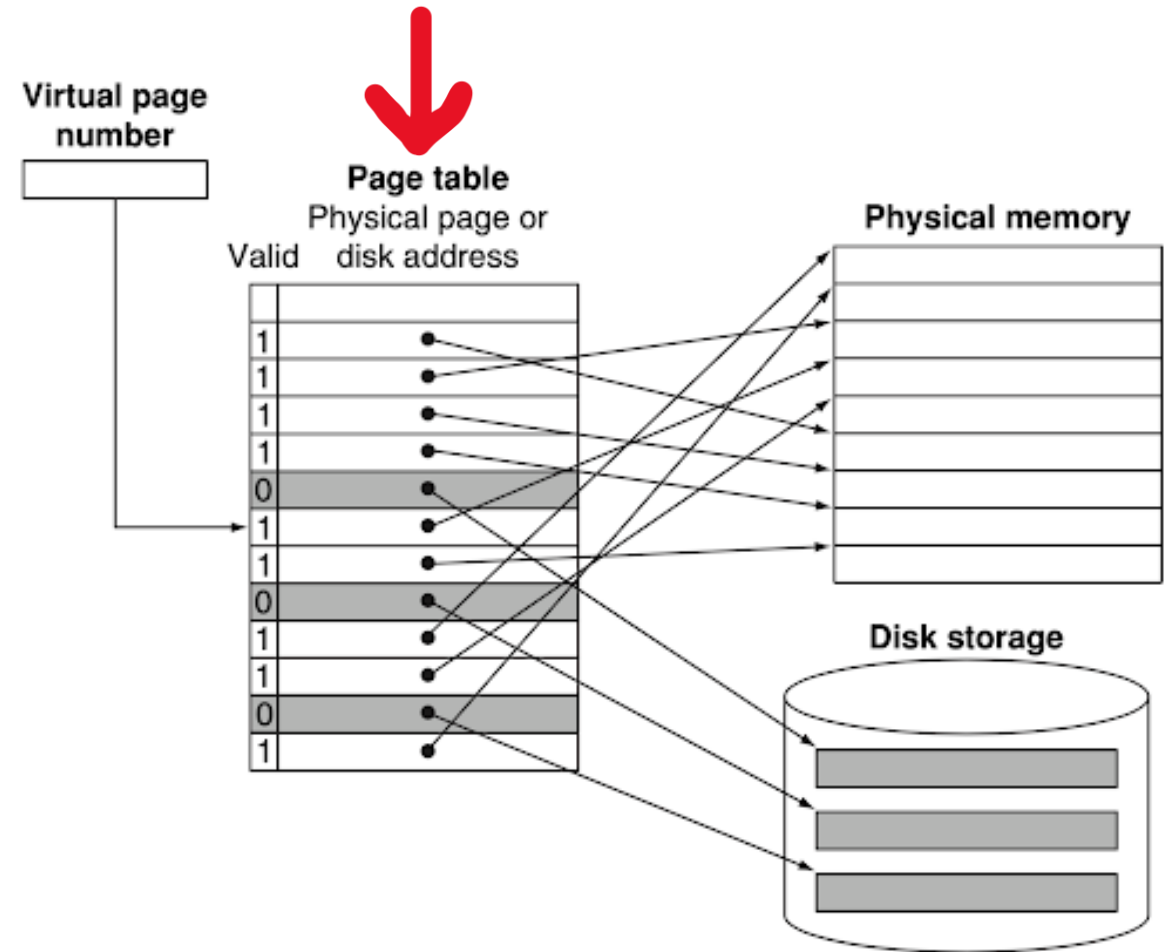 Virtual page
number
Page table
Physical page or
Valid disk address
Physical memory
1
1
1
1
0
1
1
0
1
1
0
1
Disk storage